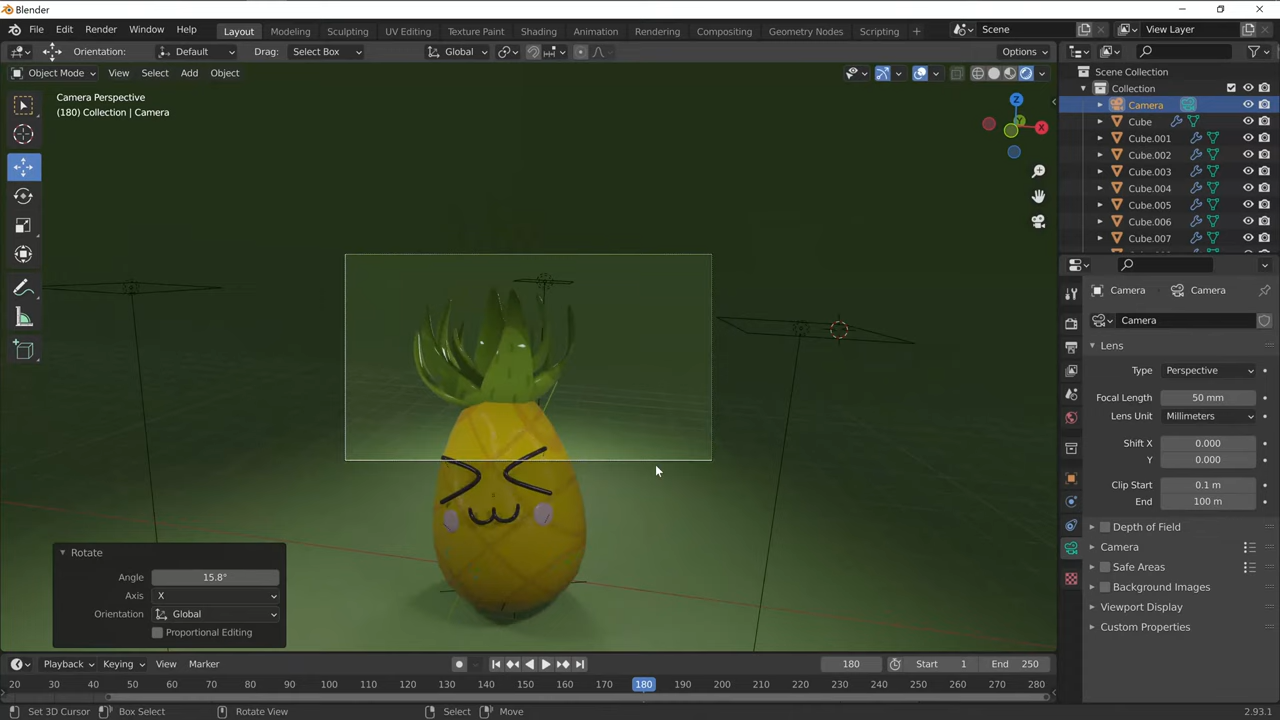 Blender
File Edit Render Window Help
Layout Modeling Sculpting UV Editing Texture Paint Shading Animation Rendering Compositing Geometry Nodes Scripting +
Scene
View Layer
Orientation: Default Drag: Select Box Global Options
Object Mode View Select Add Object
Camera Perspective
(180) Collection | Camera
Z
Y
X
Scene Collection
Collection
Camera
Cube
Cube.001
Cube.002
Cube.003
Cube.004
Cube.005
Cube.006
Cube.007
Camera Camera
Camera
Lens
Type Perspective
Focal Length 50 mm
Lens Unit Millimeters
Shift X 0.000
Y 0.000
Clip Start 0.1 m
End 100 m
Depth of Field
Camera
Safe Areas
Background Images
Viewport Display
Custom Properties
Rotate
Angle 15.8°
Axis X
Orientation Global
Proportional Editing
Playback Keying View Marker
180 Start 1 End 250
20 30 40 50 60 70 80 90 100 110 120 130 140 150 160 170 180 190 200 210 220 230 240 250 260 270 280
Set 3D Cursor Box Select Rotate View Select Move
2.93.1